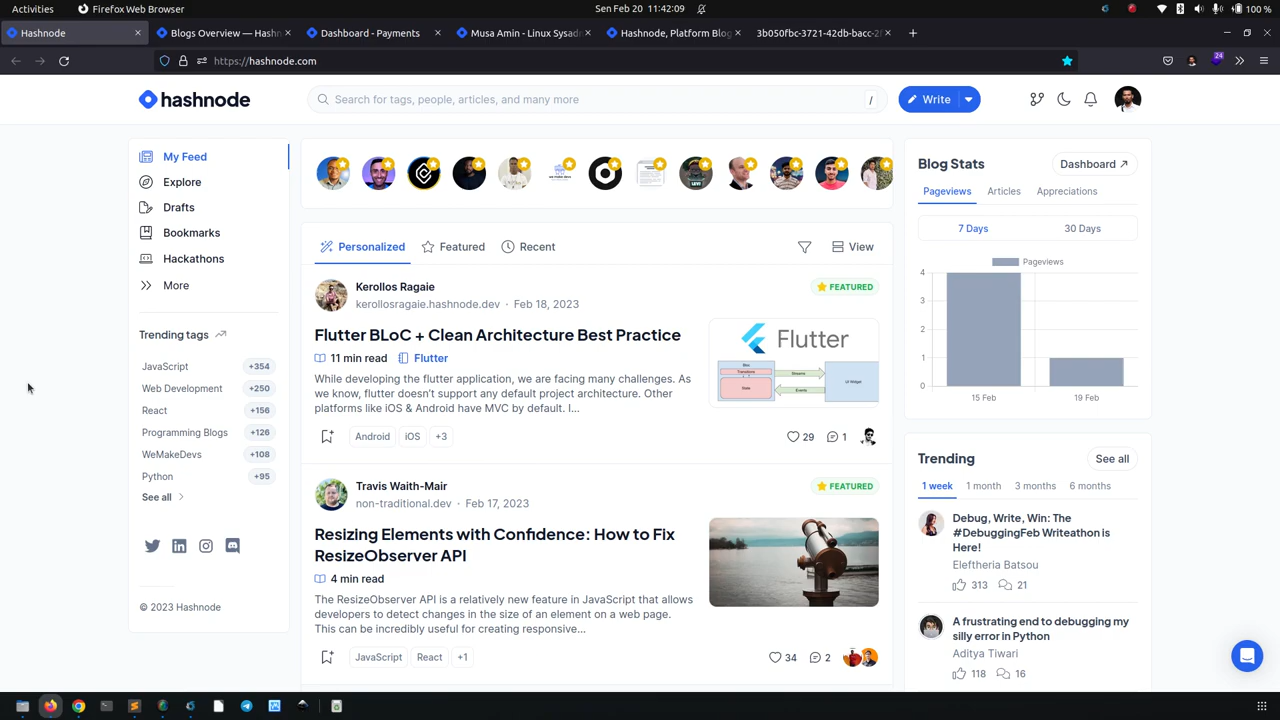 Activities
Firefox Web Browser
Sen Feb 20 11:42:09
100 %
Hashnode
Blogs Overview — Hashn
Dashboard - Payments
Musa Amin - Linux Sysadn
Hashnode, Platform Blog
3b050fbc-3721-42db-bacc-2f
https://hashnode.com
24
hashnode
Search for tags, people, articles, and many more
/
Write
My Feed
Explore
Drafts
Bookmarks
Hackathons
More
Trending tags
JavaScript +354
Web Development +250
React +156
Programming Blogs +126
WeMakeDevs +108
Python +95
See all
© 2023 Hashnode
Personalized
Featured
Recent
View
Kerollos Ragaie
kerollosragaie.hashnode.dev · Feb 18, 2023
FEATURED
Flutter BLoC + Clean Architecture Best Practice
11 min read
Flutter
While developing the flutter application, we are facing many challenges. As
we know, flutter doesn't support any default project architecture. Other
platforms like iOS & Android have MVC by default. I...
Flutter
Bloc
Streams
Events
UI Widget
Android
iOS
+3
29
1
Travis Waith-Mair
non-traditional.dev · Feb 17, 2023
FEATURED
Resizing Elements with Confidence: How to Fix
ResizeObserver API
4 min read
The ResizeObserver API is a relatively new feature in JavaScript that allows
developers to detect changes in the size of an element on a web page.
This can be incredibly useful for creating responsive...
JavaScript
React
+1
34
2
Blog Stats
Dashboard
Pageviews
Articles
Appreciations
7 Days
30 Days
Pageviews
4
3
2
1
0
15 Feb
19 Feb
Trending
See all
1 week
1 month
3 months
6 months
Debug, Write, Win: The
#DebuggingFeb Writeathon is
Here!
Eleftheria Batsou
313
21
A frustrating end to debugging my
silly error in Python
Aditya Tiwari
118
16